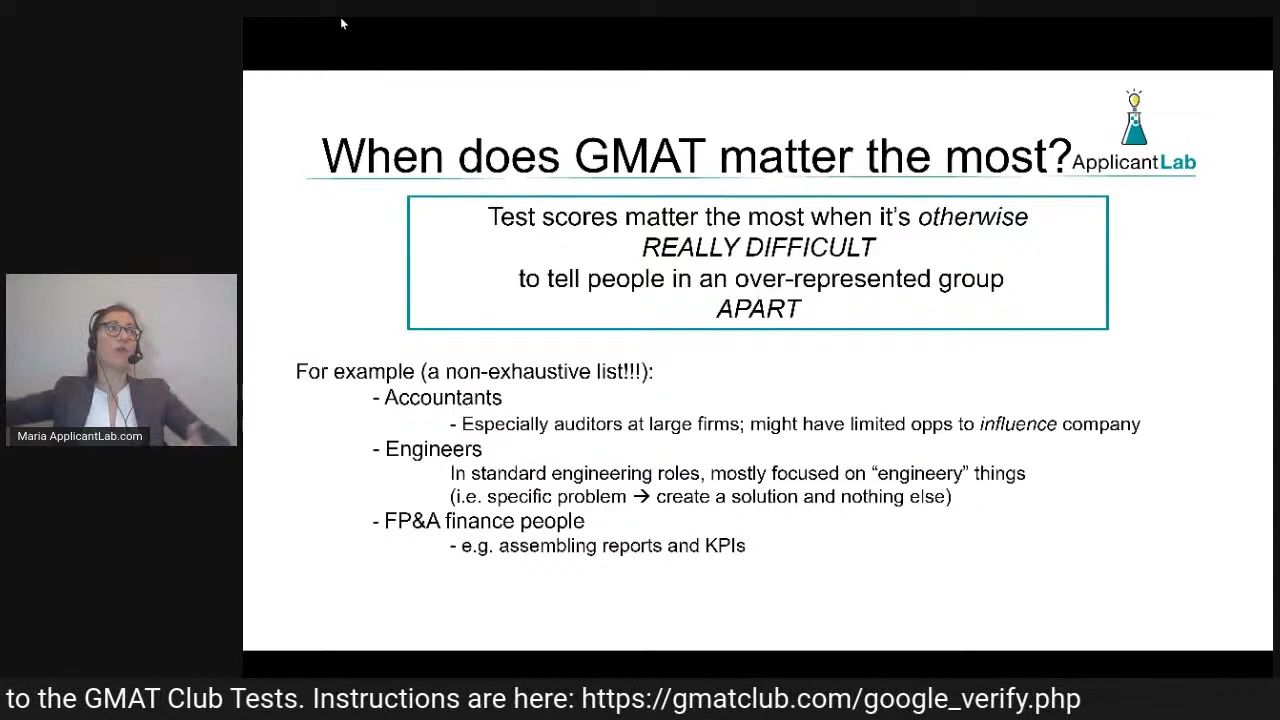 When does GMAT matter the most?
ApplicantLab
Test scores matter the most when it's otherwise
REALLY DIFFICULT
to tell people in an over-represented group
APART
For example (a non-exhaustive list!!!):
- Accountants
- Especially auditors at large firms; might have limited opps to influence company
- Engineers
In standard engineering roles, mostly focused on “engineery” things
(i.e. specific problem → create a solution and nothing else)
- FP&A finance people
- e.g. assembling reports and KPIs
Maria ApplicantLab.com
to the GMAT Club Tests. Instructions are here: https://gmatclub.com/google_verify.php